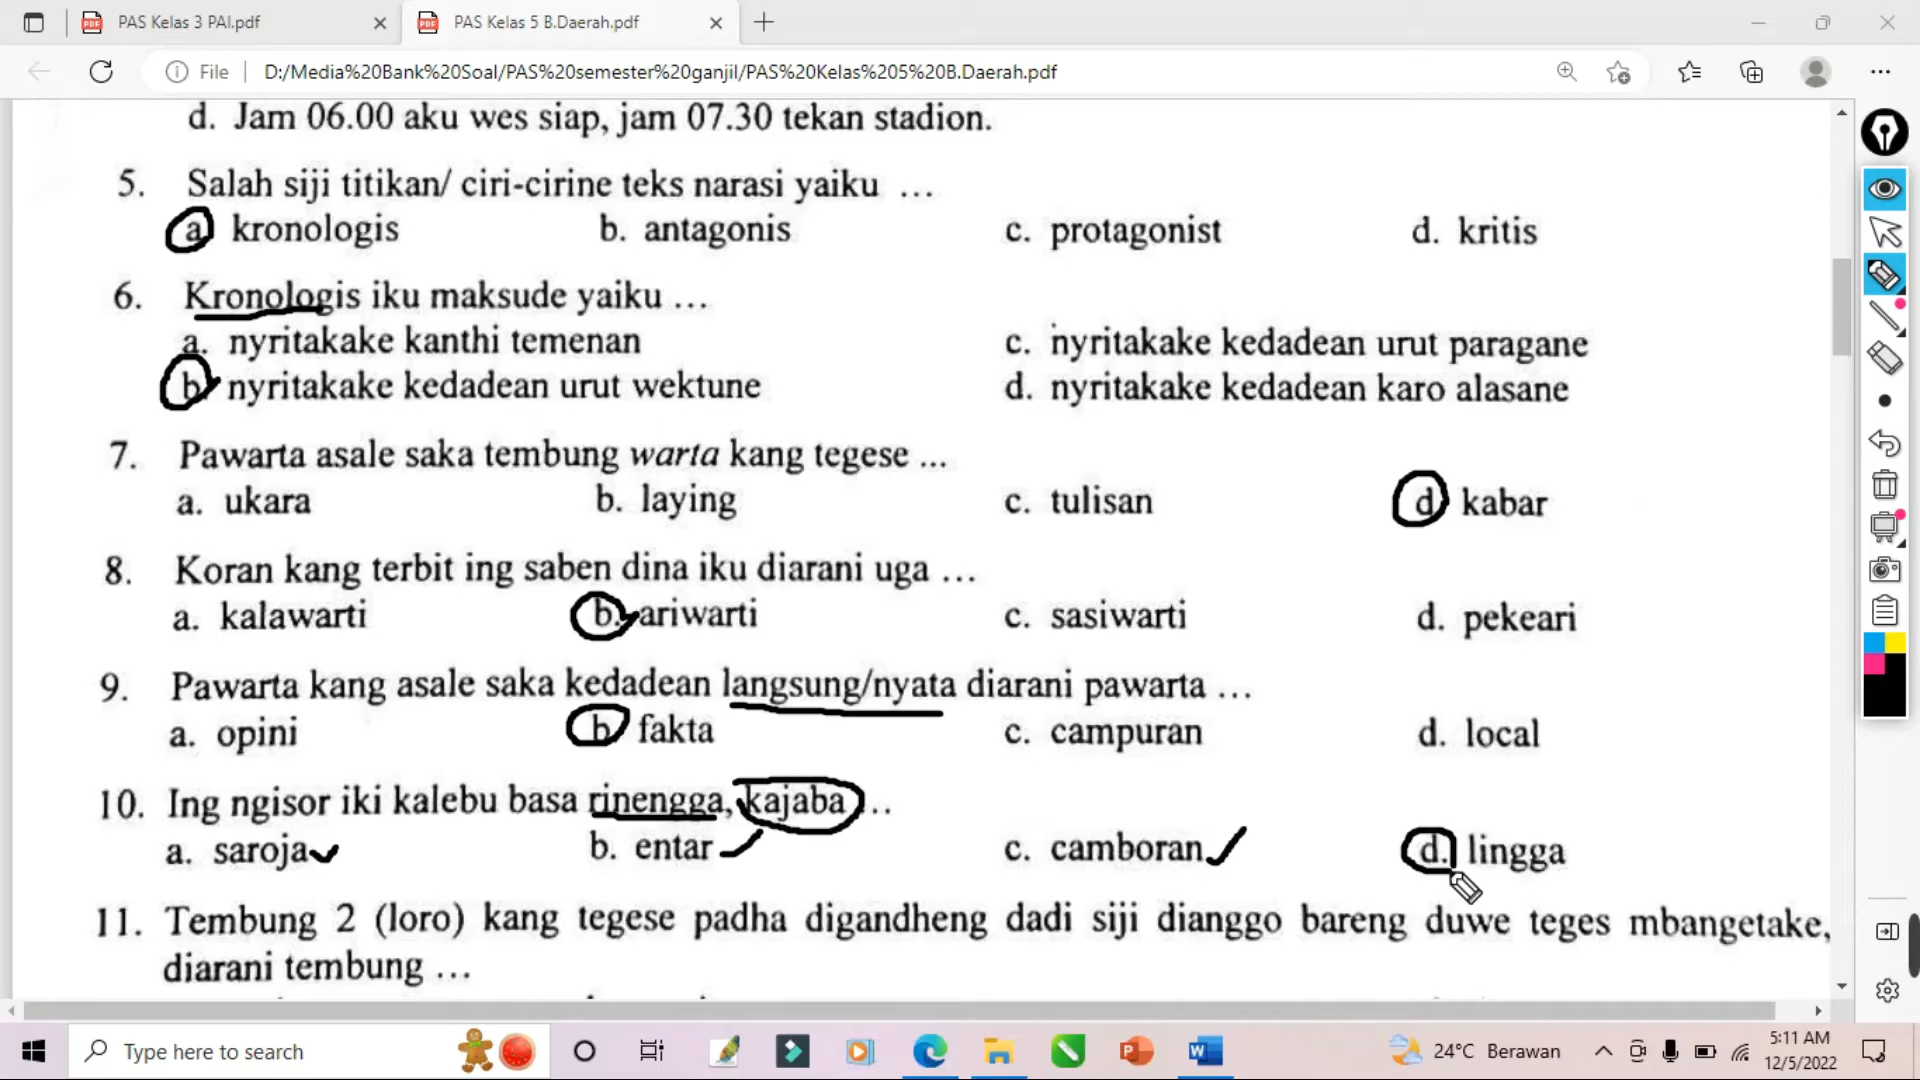 PAS Kelas 3 PAI.pdf
PAS Kelas 5 B.Daerah.pdf
File D:/Media%20Bank%20Soal/PAS%20semester%20ganjil/PAS%20Kelas%205%20B.Daerah.pdf
d. Jam 06.00 aku wes siap, jam 07.30 tekan stadion.
5. Salah siji titikan/ ciri-cirine teks narasi yaiku …
a. kronologis b. antagonis c. protagonist d. kritis
6. Kronologis iku maksude yaiku …
a. nyritakake kanthi temenan c. nyritakake kedadean urut paragane
b. nyritakake kedadean urut wektune d. nyritakake kedadean karo alasane
7. Pawarta asale saka tembung warta kang tegese ...
a. ukara b. laying c. tulisan d. kabar
8. Koran kang terbit ing saben dina iku diarani uga …
a. kalawarti b. ariwarti c. sasiwarti d. pekeari
9. Pawarta kang asale saka kedadean langsung/nyata diarani pawarta …
a. opini b. fakta c. campuran d. local
10. Ing ngisor iki kalebu basa rinengga, kajaba …
a. saroja b. entar c. camboran d. lingga
11. Tembung 2 (loro) kang tegese padha digandheng dadi siji dianggo bareng duwe teges mbangetake,
diarani tembung …
Type here to search
24°C Berawan
5:11 AM
12/5/2022